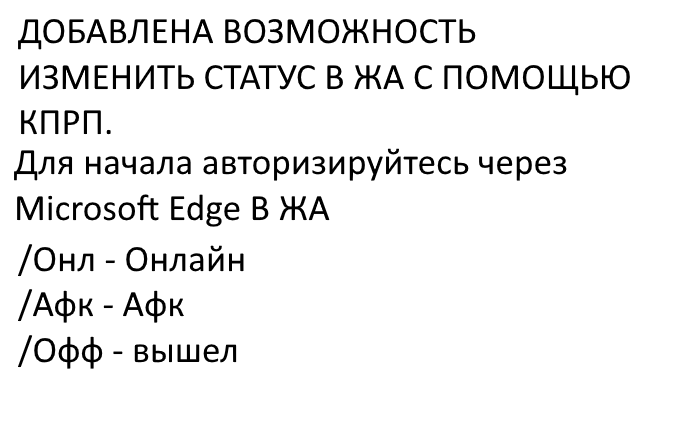 ДОБАВЛЕНА ВОЗМОЖНОСТЬ
ИЗМЕНИТЬ СТАТУС В ЖА С ПОМОЩЬЮ
КПРП.
Для начала авторизируйтесь через
Microsoft Edge В ЖА
/Онл - Онлайн
/Афк - Афк
/Офф - вышел